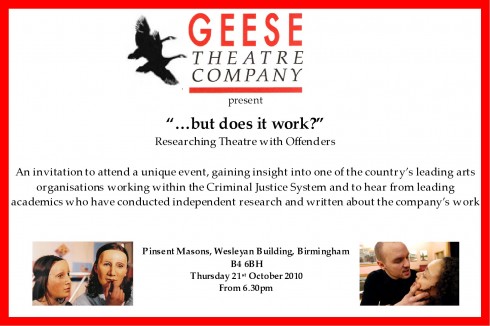 GEESE
THEATRE
COMPANY
present
“…but does it work?”
Researching Theatre with Offenders
An invitation to attend a unique event, gaining insight into one of the country’s leading arts
organisations working within the Criminal Justice System and to hear from leading
academics who have conducted independent research and written about the company’s work
Pinsent Masons, Wesleyan Building, Birmingham
B4 6BH
Thursday 21st October 2010
From 6.30pm